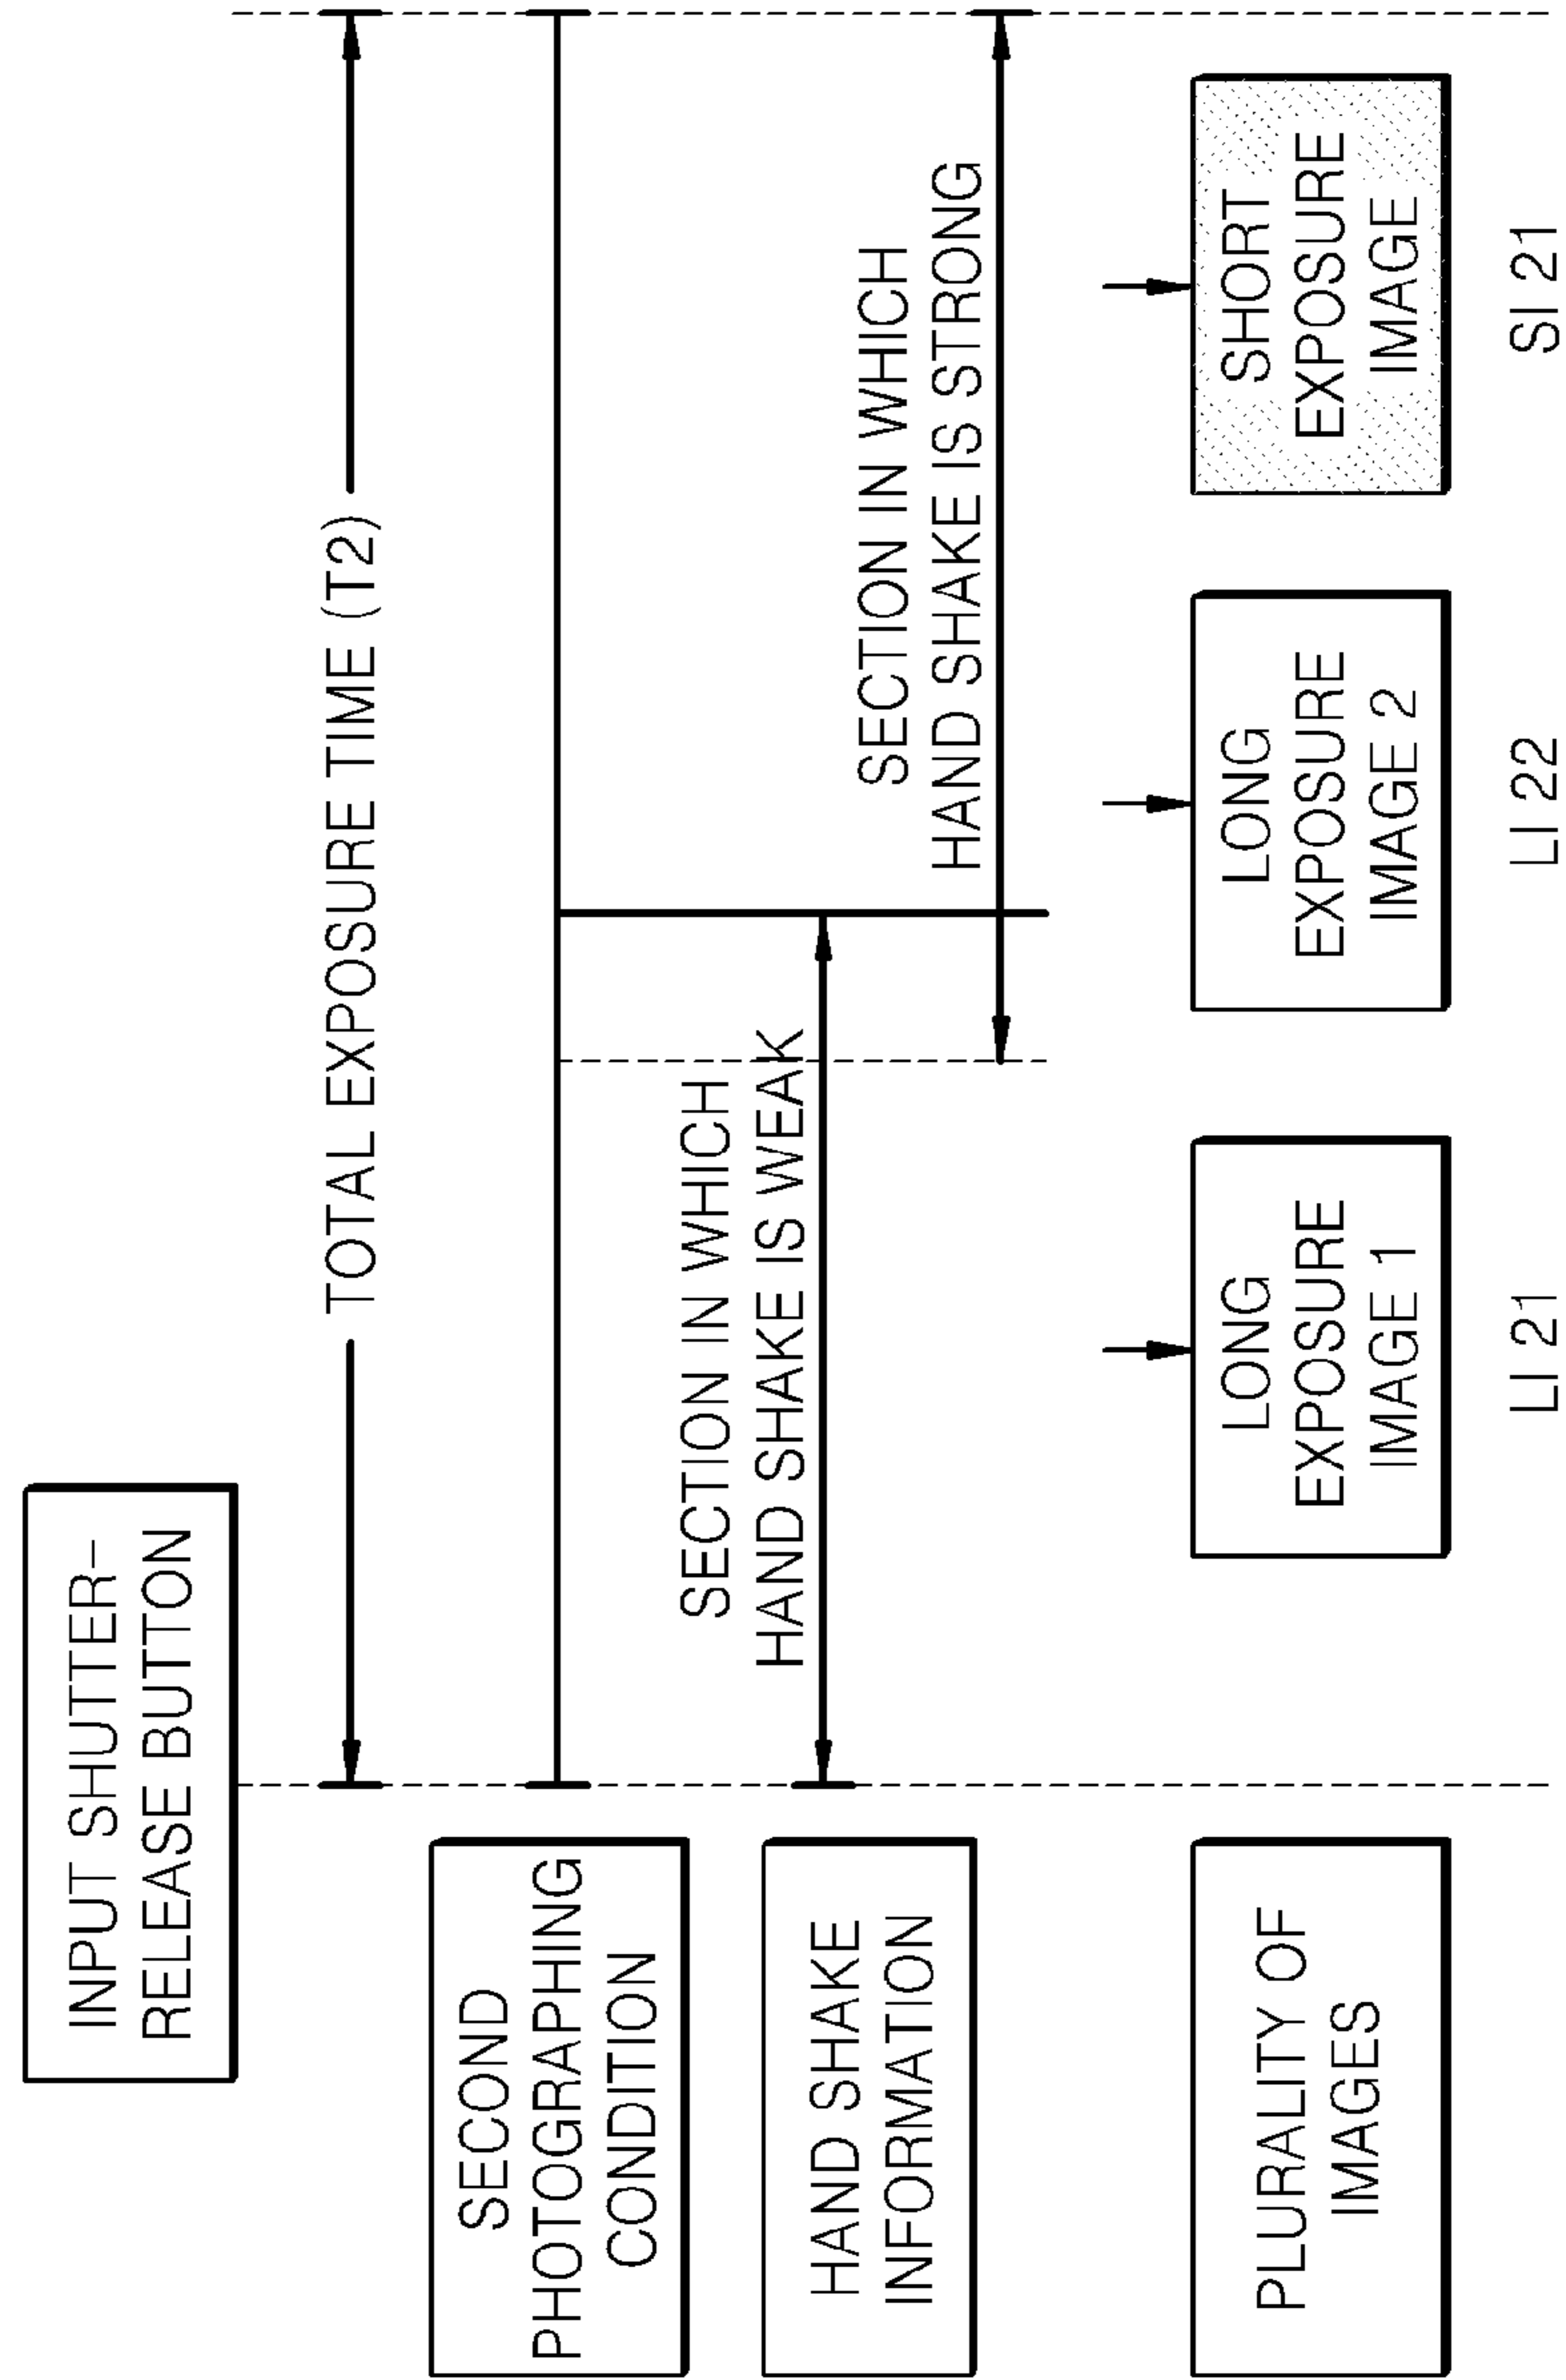 INPUT SHUTTER-
RELEASE BUTTON
TOTAL EXPOSURE TIME (T2)
SECOND
PHOTOGRAPHING
CONDITION
HAND SHAKE
INFORMATION
SECTION IN WHICH
HAND SHAKE IS WEAK
SECTION IN WHICH
HAND SHAKE IS STRONG
PLURALITY OF
IMAGES
LONG
EXPOSURE
IMAGE 1
LONG
EXPOSURE
IMAGE 2
SHORT
EXPOSURE
IMAGE
LI 21
LI 22
SI 21